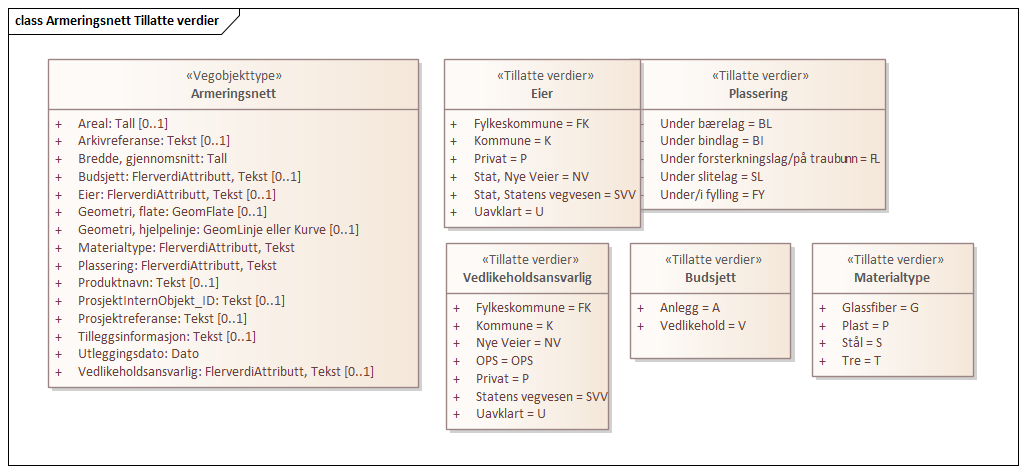 class Armeringsnett Tillatte verdier
«Vegobjekttype»
Armeringsnett
+ Areal: Tall [0..1]
+ Arkivreferanse: Tekst [0..1]
+ Bredde, gjennomsnitt: Tall
+ Budsjett: FlerverdiAttributt, Tekst [0..1]
+ Eier: FlerverdiAttributt, Tekst [0..1]
+ Geometri, flate: GeomFlate [0..1]
+ Geometri, hjelpelinje: GeomLinje eller Kurve [0..1]
+ Materialtype: FlerverdiAttributt, Tekst
+ Plassering: FlerverdiAttributt, Tekst
+ Produktnavn: Tekst [0..1]
+ ProsjektInternObjekt_ID: Tekst [0..1]
+ Prosjektreferanse: Tekst [0..1]
+ Tilleggsinformasjon: Tekst [0..1]
+ Utleggingsdato: Dato
+ Vedlikeholdsansvarlig: FlerverdiAttributt, Tekst [0..1]
«Tillatte verdier»
Eier
+ Fylkeskommune = FK
+ Kommune = K
+ Privat = P
+ Stat, Nye Veier = NV
+ Stat, Statens vegvesen = SVV
+ Uavklart = U
«Tillatte verdier»
Plassering
Under bærelag = BL
Under bindlag = BI
Under forsterkningslag/på traubunn = FL
Under slitelag = SL
Under/i fylling = FY
«Tillatte verdier»
Vedlikeholdsansvarlig
+ Fylkeskommune = FK
+ Kommune = K
+ Nye Veier = NV
+ OPS = OPS
+ Privat = P
+ Statens vegvesen = SVV
+ Uavklart = U
«Tillatte verdier»
Budsjett
+ Anlegg = A
+ Vedlikehold = V
«Tillatte verdier»
Materialtype
+ Glassfiber = G
+ Plast = P
+ Stål = S
+ Tre = T